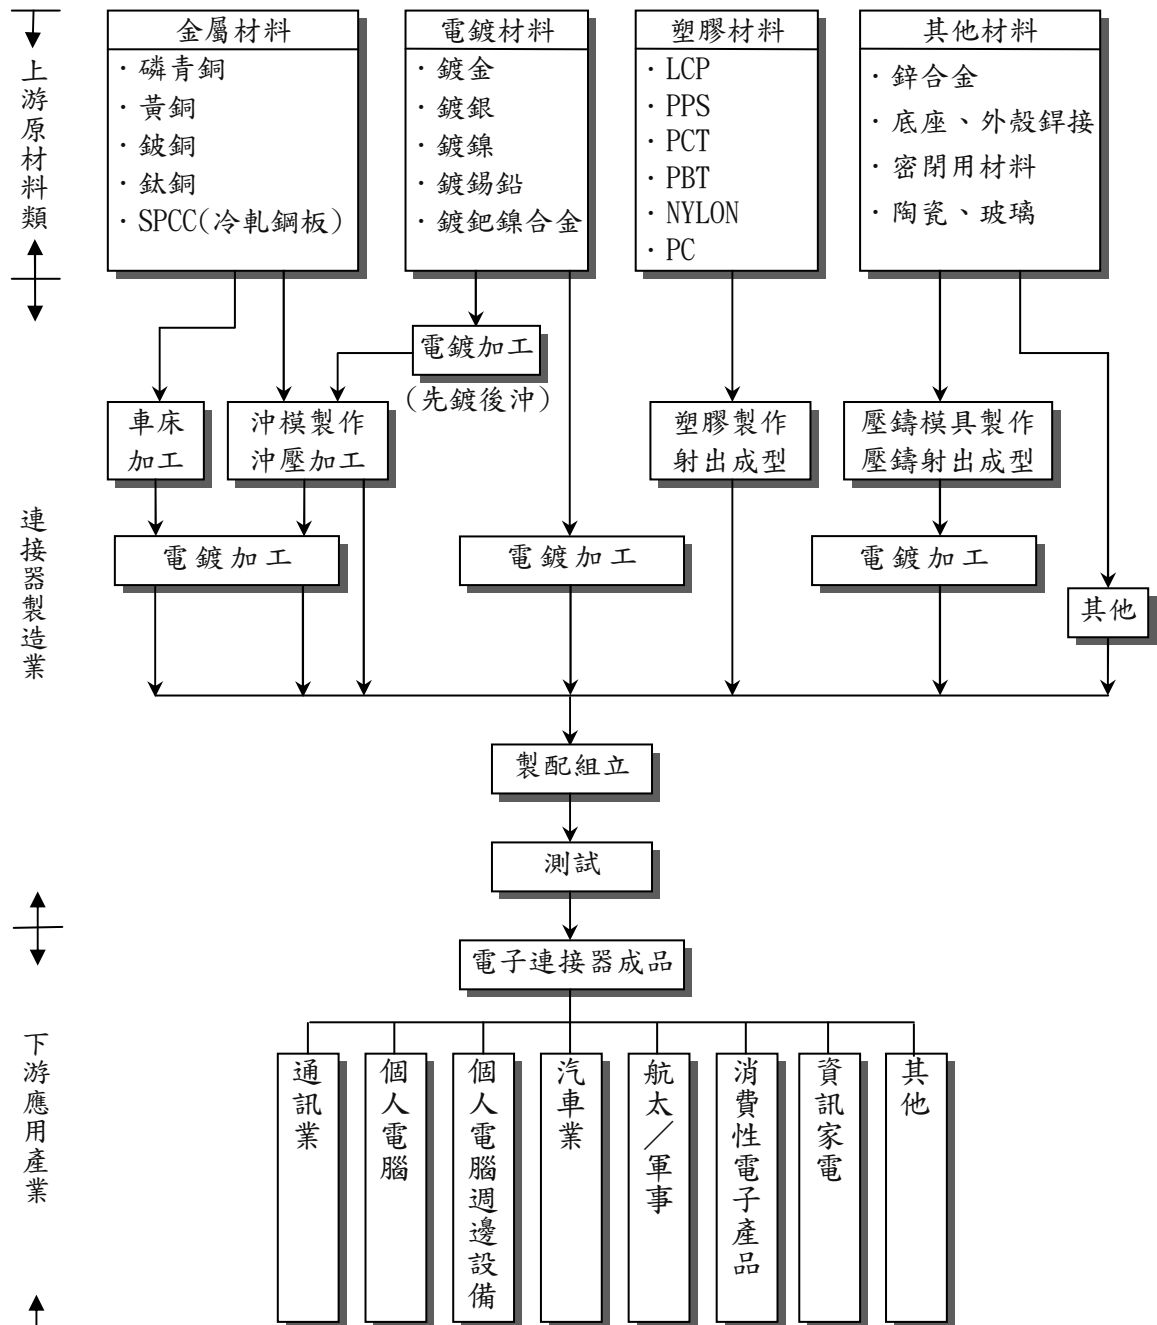 上游原材料類
金屬材料
．磷青銅
．黃銅
．鈹銅
．鈦銅
．SPCC(冷軋鋼板)
電鍍材料
．鍍金
．鍍銀
．鍍鎳
．鍍錫鉛
．鍍鈀鎳合金
塑膠材料
．LCP
．PPS
．PCT
．PBT
．NYLON
．PC
其他材料
．鋅合金
．底座、外殼銲接
．密閉用材料
．陶瓷、玻璃
連接器製造業
電鍍加工
(先鍍後沖)
車床
加工
沖模製作
沖壓加工
塑膠製作
射出成型
壓鑄模具製作
壓鑄射出成型
電鍍加工
電鍍加工
電鍍加工
其他
製配組立
測試
電子連接器成品
下游應用產業
通訊業
個人電腦
個人電腦週邊設備
汽車業
航太／軍事
消費性電子產品
資訊家電
其他